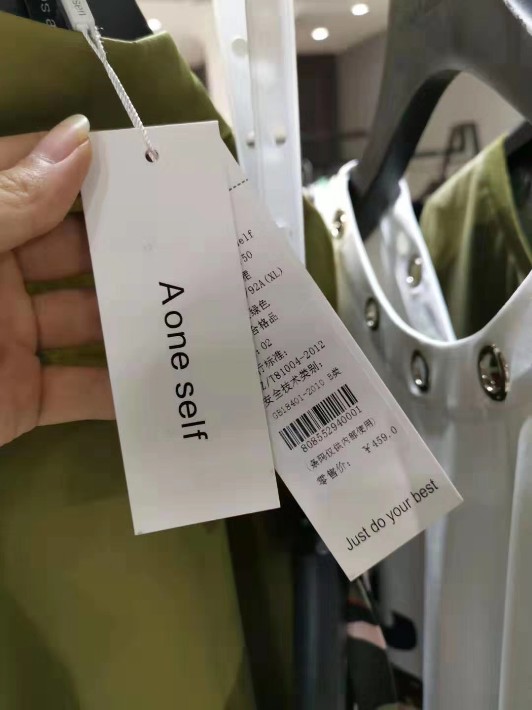 A one self
elf
50
92A(XL)
绿色
合格品
02
行标准:
/T81004-2012
安全技术类别:
GB18401-2010 B类
808552940001
(条码仅供内部使用)
零售价: ¥459.0
Just do your best